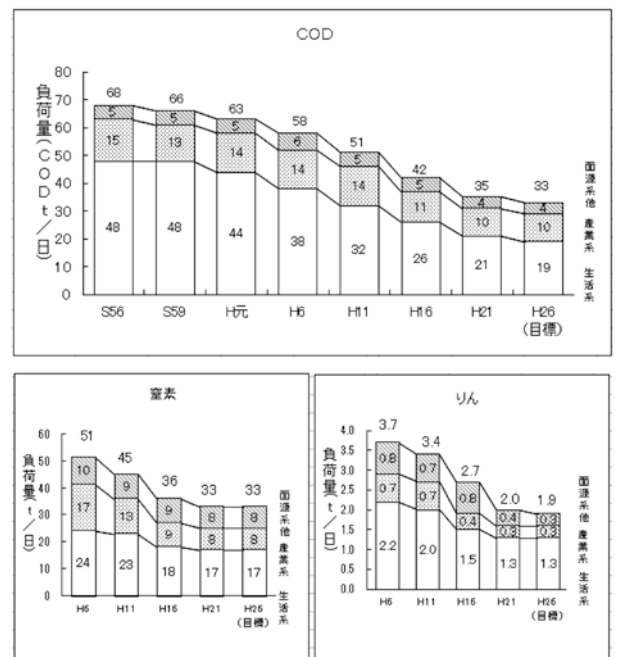 COD
負荷量(CODt/日)
80
70
60
50
40
30
20
10
0
68
66
63
58
51
42
35
33
5
5
5
6
5
5
4
4
15
13
14
14
14
11
10
10
48
48
44
38
32
26
21
19
S56
S59
H元
H6
H11
H16
H21
H26
(目標)
面源系他
産業系
生活系
窒素
負荷量(t/日)
60
50
40
30
20
10
0
51
45
36
33
33
10
9
9
8
8
17
13
9
8
8
24
23
18
17
17
H6
H11
H16
H21
H26
(目標)
面源系他
産業系
生活系
りん
負荷量(t/日)
4.0
3.5
3.0
2.5
2.0
1.5
1.0
0.5
0.0
3.7
3.4
2.7
2.0
1.9
0.8
0.7
0.8
0.4
0.3
0.7
0.7
0.4
0.3
0.3
2.2
2.0
1.5
1.3
1.3
H6
H11
H16
H21
H26
(目標)
面源系他
産業系
生活系